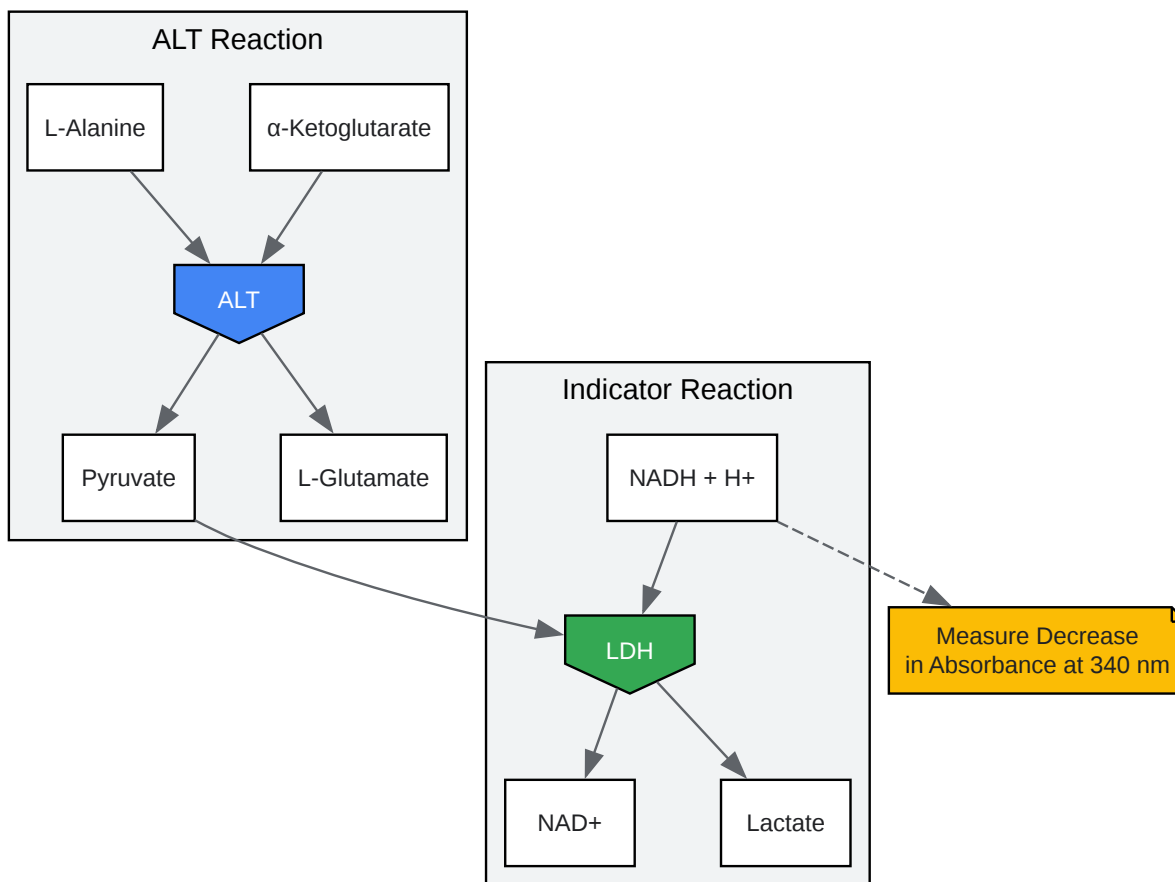 ALT Reaction
L-Alanine
α-Ketoglutarate
ALT
Pyruvate
L-Glutamate
Indicator Reaction
NADH + H+
LDH
Measure Decrease
in Absorbance at 340 nm
NAD+
Lactate